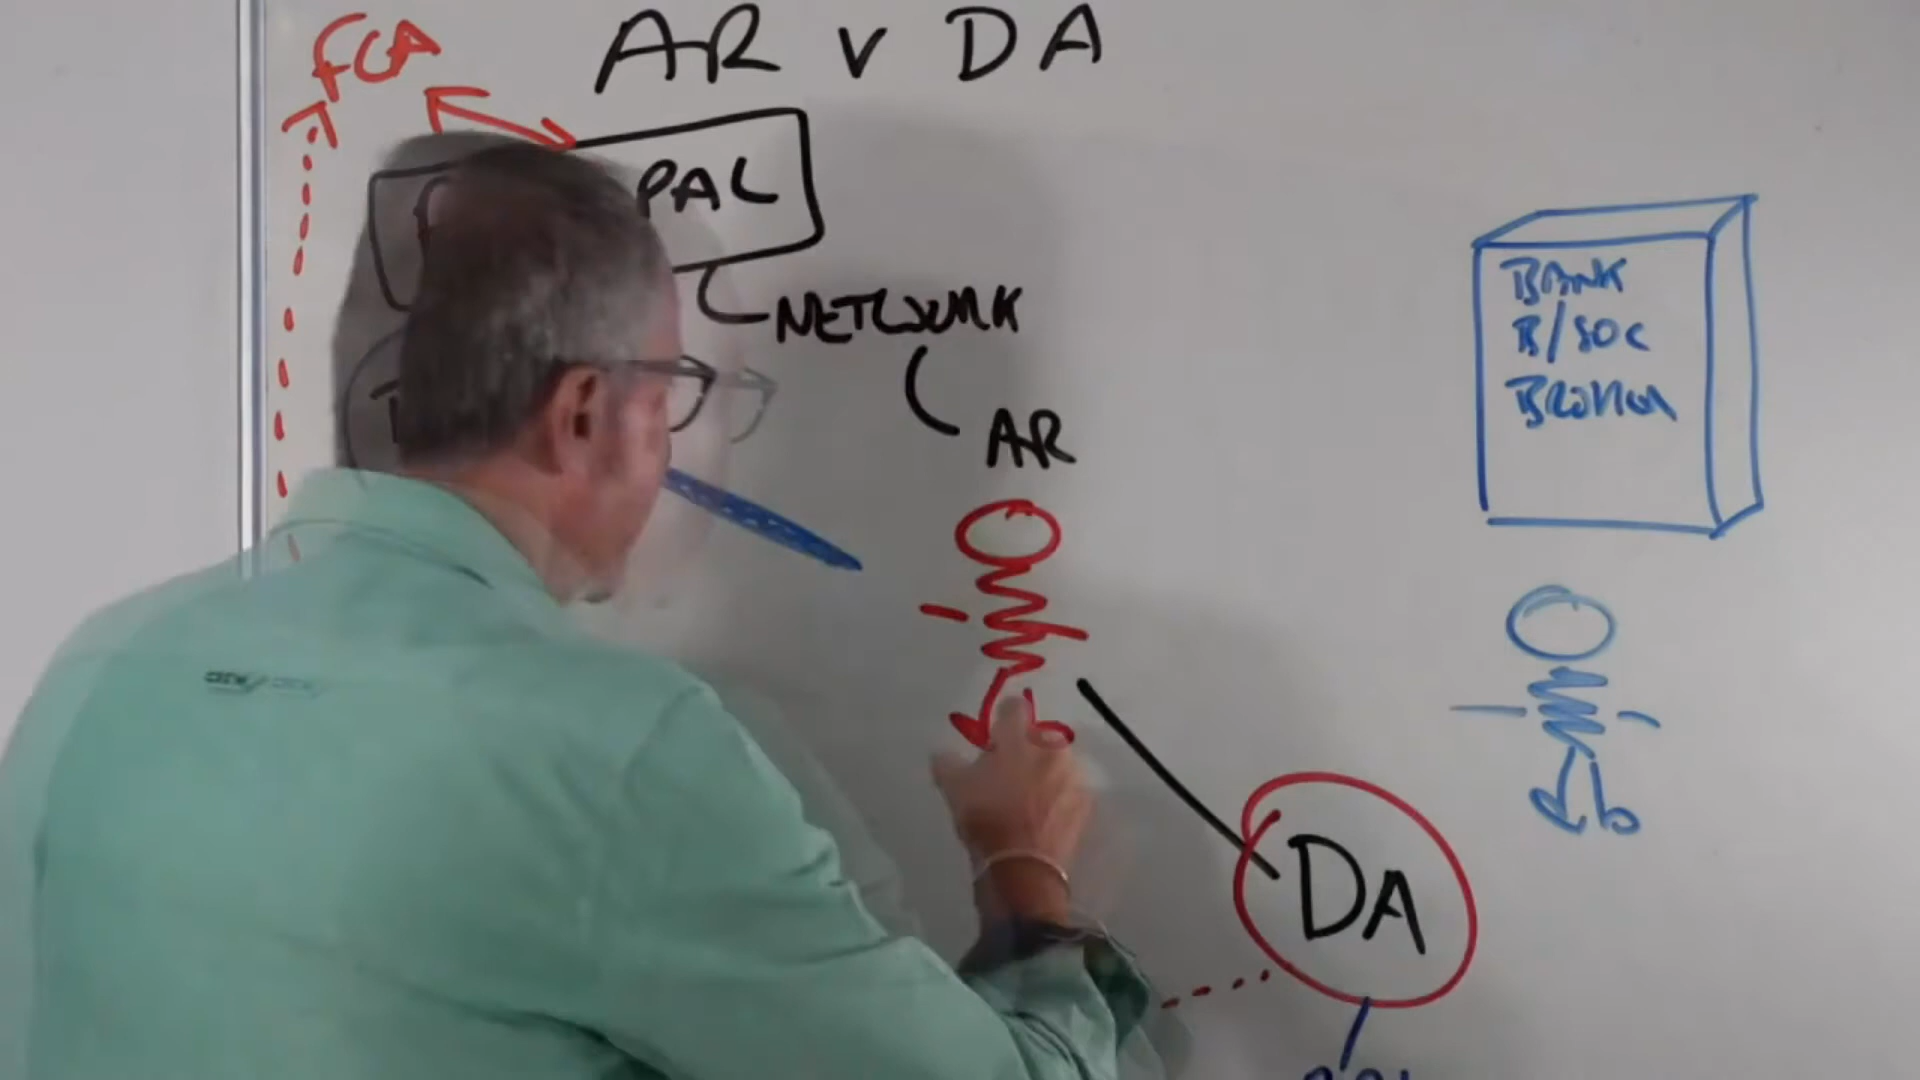 FCA
AR V DA
PAL
NETWORK
AR
BANK
B/SOC
BROKER
DA